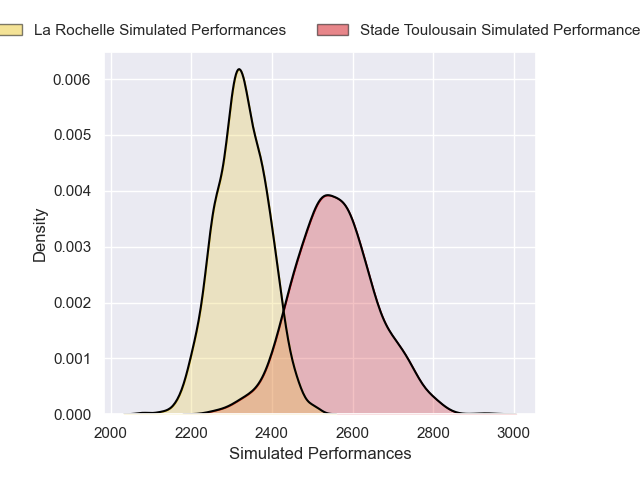 La Rochelle Simulated Performances
Stade Toulousain Simulated Performance
0.006
0.005
0.004
0.003
0.002
0.001
0.000
Density
2000 2200 2400 2600 2800 3000
Simulated Performances